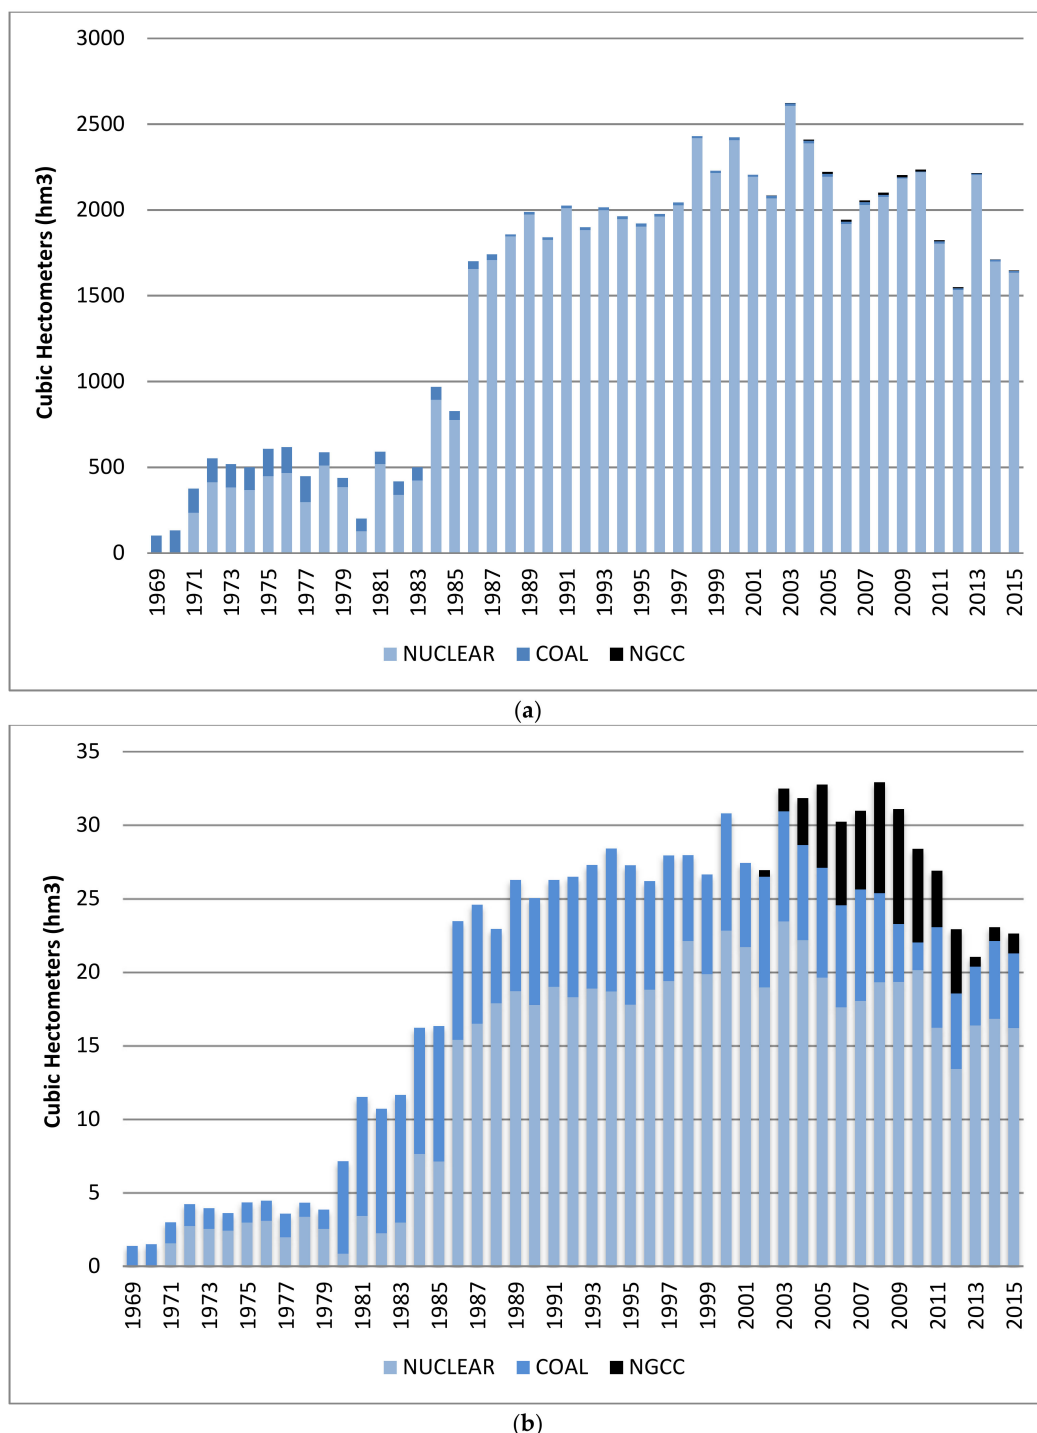 3000
2500
2000
1500
1000
500
0
Cubic Hectometers (hm3)
1969 1971 1973 1975 1977 1979 1981 1983 1985 1987 1989 1991 1993 1995 1997 1999 2001 2003 2005 2007 2009 2011 2013 2015
NUCLEAR COAL NGCC
(a)
35
30
25
20
15
10
5
0
Cubic Hectometers (hm3)
1969 1971 1973 1975 1977 1979 1981 1983 1985 1987 1989 1991 1993 1995 1997 1999 2001 2003 2005 2007 2009 2011 2013 2015
NUCLEAR COAL NGCC
(b)